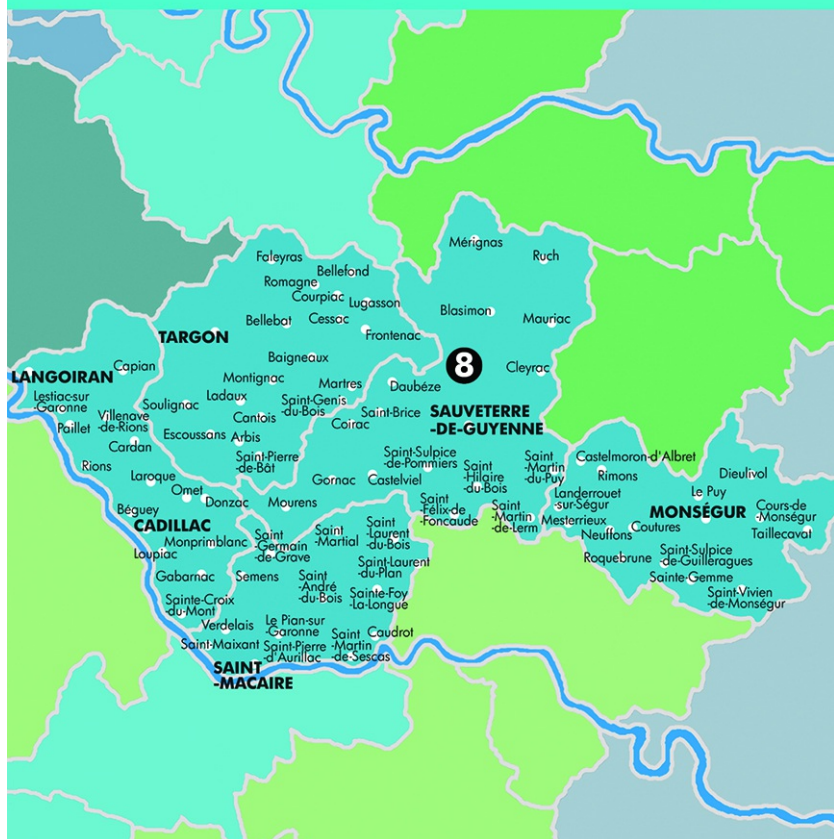 Mérignas
Ruch
Faleyras
Bellefond
Romagne
Courpiac
Lugasson
Blasimon
Bellebat
Cessac
Mauriac
TARGON
Frontenac
Baigneaux
8
Capian
Cleyrac
LANGOIRAN
Montignac
Martres
Daubéze
Lestiac-sur
-Garonne
Ladaux
Saint-Genis
-du-Bois
Soulignac
Villenave
-de-Rions
Cantois
Saint-Brice
SAUVETERRE
-DE-GUYENNE
Paillet
Coirac
Escoussans
Arbis
Cardan
Saint-Pierre
-de-Bât
Saint-Sulpice
-de-Pommiers
Saint
-Martin
-du-Puy
Castelmoron-d'Albret
Rions
Saint
-Hilaire
-du-Bois
Rimons
Dieulivol
Laroque
Gornac
Castelviel
Landerrouet
-sur-Ségur
Le Puy
Omet
Donzac
Mourens
Saint
-Félix-de
-Foncaude
Saint
-Martin
-de-Lerm
MONSÉGUR
Cours-de
-Monségur
Béguey
Mesterrieux
CADILLAC
Neuffons
Coutures
Taillecavat
Monprimblanc
Saint
-Germain
-de-Grave
Saint
-Martial
Saint
-Laurent
-du-Bois
Loupiac
Roquebrune
Saint-Sulpice
-de-Guilleragues
Gabarnac
Semens
Saint
-André
-du-Bois
Saint-Laurent
-du-Plan
Sainte-Gemme
Sainte-Croix
-du-Mont
Sainte-Foy
-La-Longue
Saint-Vivien
-de-Monségur
Verdelais
Le Pian-sur
-Garonne
Saint
-Martin
-de-Sescas
Caudrot
Saint-Maixant
Saint-Pierre
-d'Aurillac
SAINT
-MACAIRE